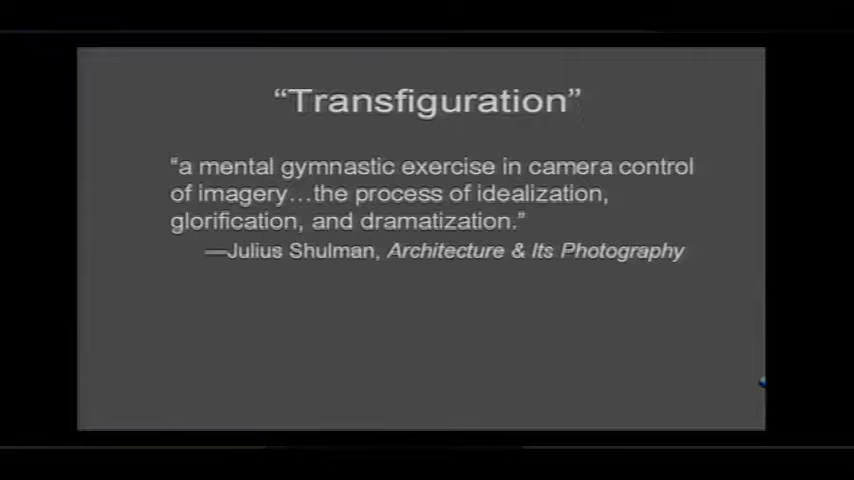 “Transfiguration”
“a mental gymnastic exercise in camera control
of imagery…the process of idealization,
glorification, and dramatization.”
—Julius Shulman, Architecture & Its Photography